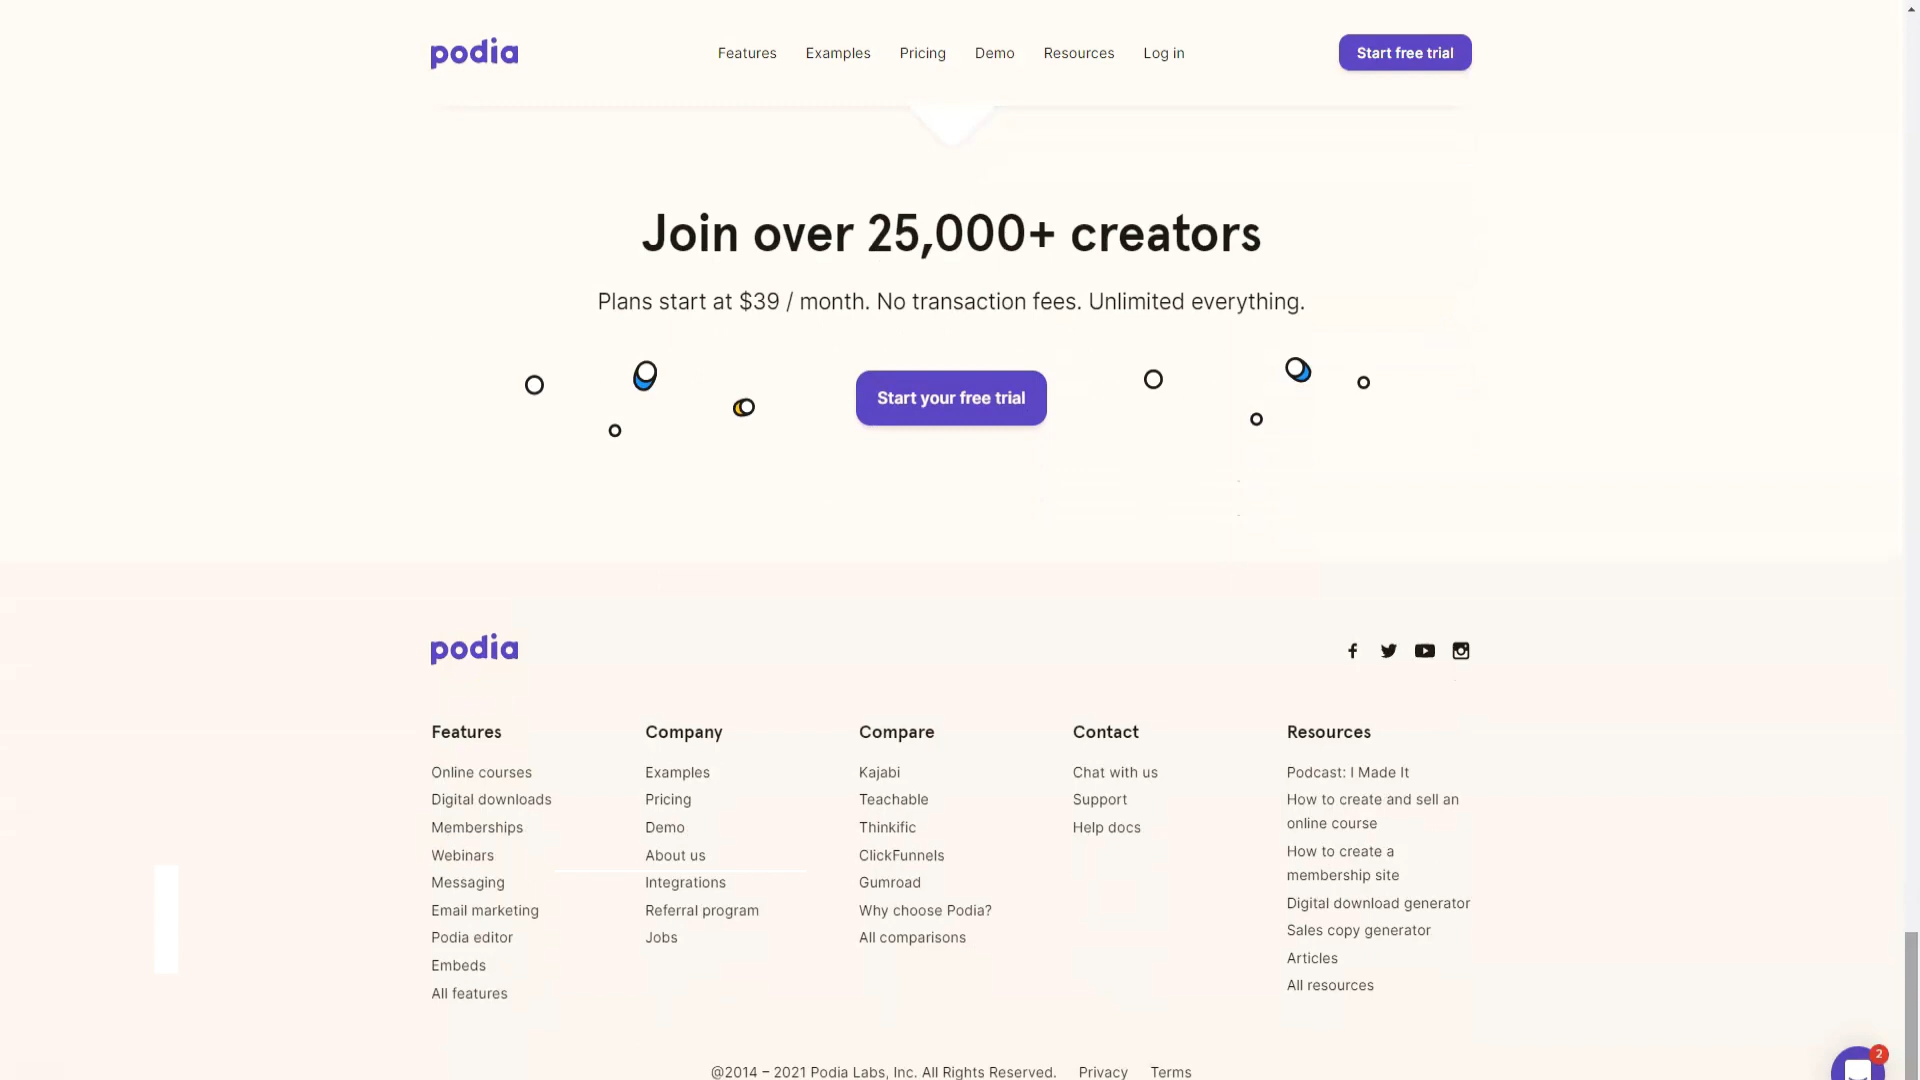 podia
Features Examples Pricing Demo Resources Log in
Start free trial
Join over 25,000+ creators
Plans start at $39 / month. No transaction fees. Unlimited everything.
Start your free trial
podia
Features
Online courses
Digital downloads
Memberships
Webinars
Messaging
Email marketing
Podia editor
Embeds
All features
Company
Examples
Pricing
Demo
About us
Integrations
Referral program
Jobs
Compare
Kajabi
Teachable
Thinkific
ClickFunnels
Gumroad
Why choose Podia?
All comparisons
Contact
Chat with us
Support
Help docs
Resources
Podcast: I Made It
How to create and sell an
online course
How to create a
membership site
Digital download generator
Sales copy generator
Articles
All resources
@2014 – 2021 Podia Labs, Inc. All Rights Reserved. Privacy Terms
2